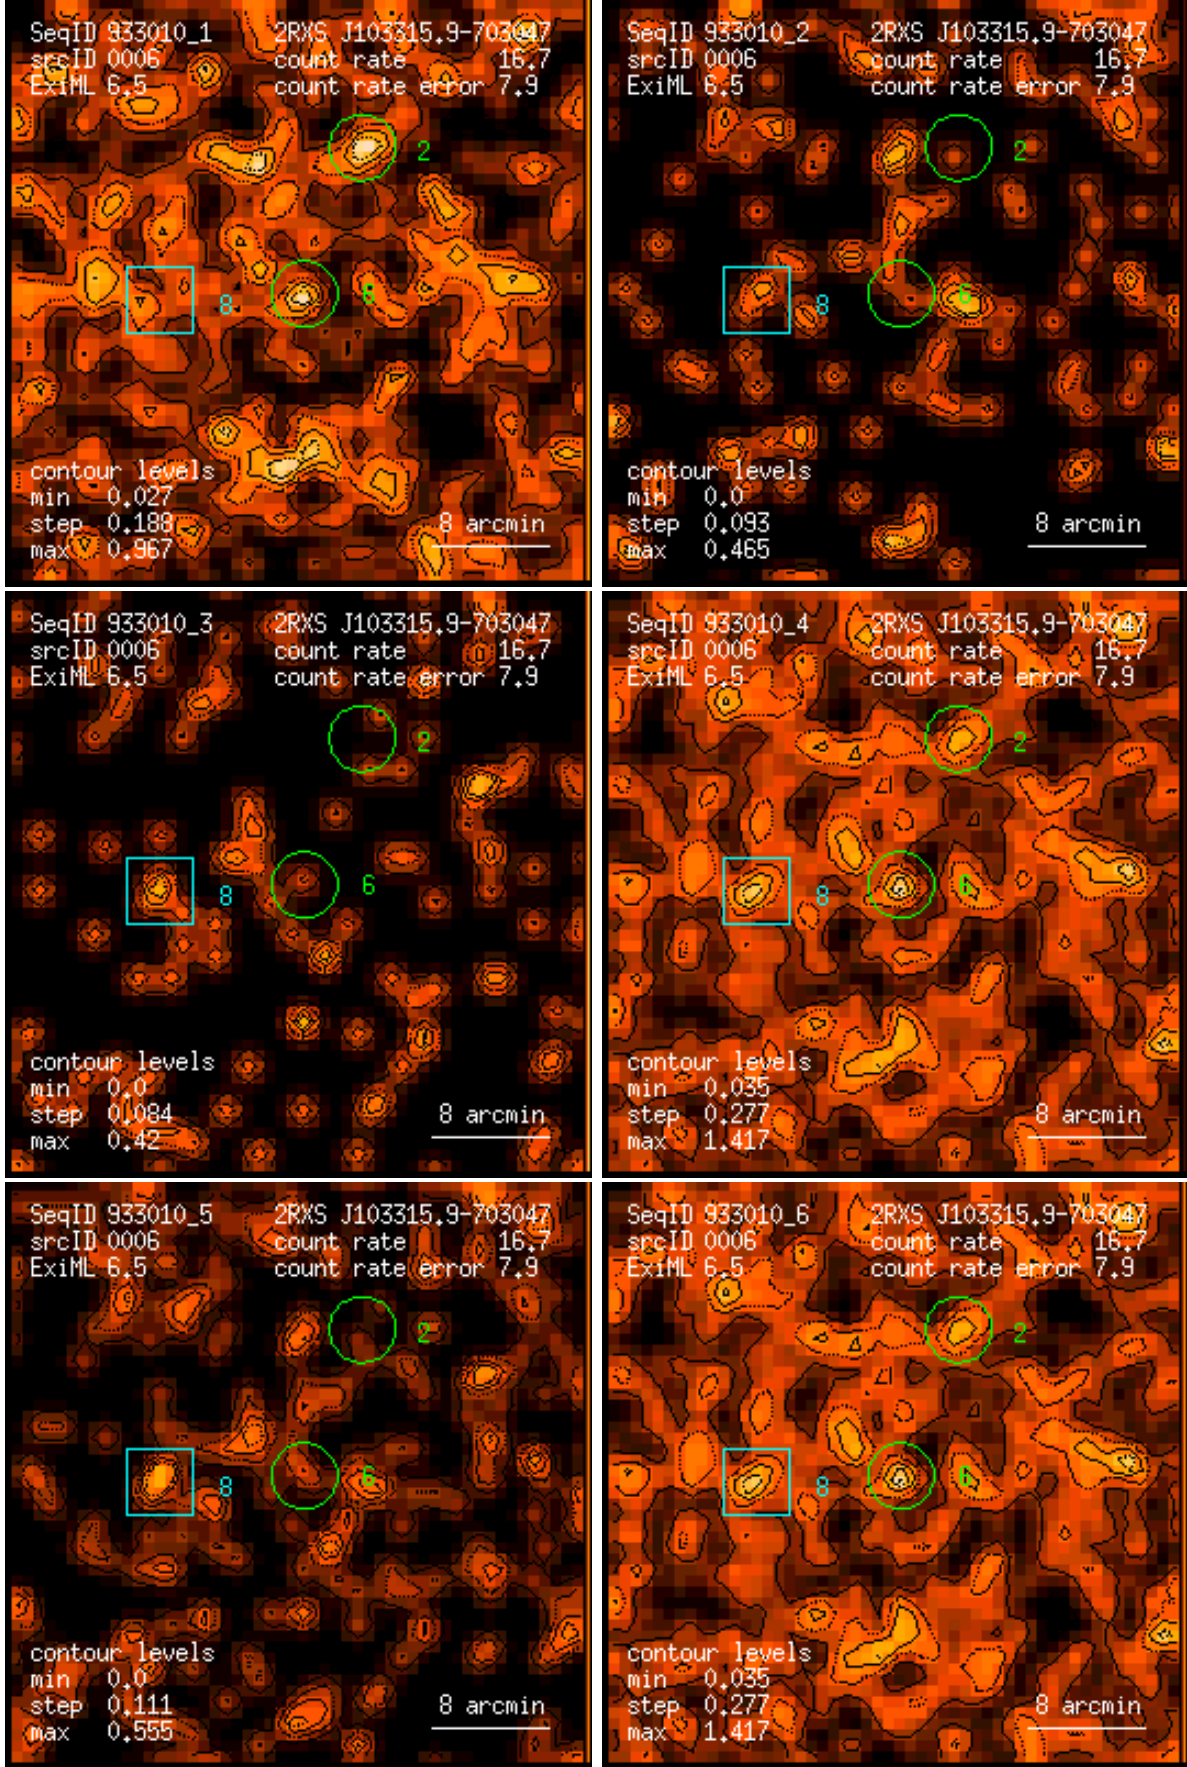 SeqID 933010_1 2RXS J103315.9-703047
srcID 0006 count rate 16.7
ExiML 6.5 count rate error 7.9
2
8 6
contour levels
min 0.027
step 0.188
max 0.967
8 arcmin
SeqID 933010_2 2RXS J103315.9-703047
srcID 0006 count rate 16.7
ExiML 6.5 count rate error 7.9
2
8 6
contour levels
min 0.0
step 0.093
max 0.465
8 arcmin
SeqID 933010_3 2RXS J103315.9-703047
srcID 0006 count rate 16.7
ExiML 6.5 count rate error 7.9
2
8 6
contour levels
min 0.0
step 0.084
max 0.42
8 arcmin
SeqID 933010_4 2RXS J103315.9-703047
srcID 0006 count rate 16.7
ExiML 6.5 count rate error 7.9
2
8 6
contour levels
min 0.035
step 0.277
max 1.417
8 arcmin
SeqID 933010_5 2RXS J103315.9-703047
srcID 0006 count rate 16.7
ExiML 6.5 count rate error 7.9
2
8 6
contour levels
min 0.0
step 0.111
max 0.555
8 arcmin
SeqID 933010_6 2RXS J103315.9-703047
srcID 0006 count rate 16.7
ExiML 6.5 count rate error 7.9
2
8 6
contour levels
min 0.035
step 0.277
max 1.417
8 arcmin